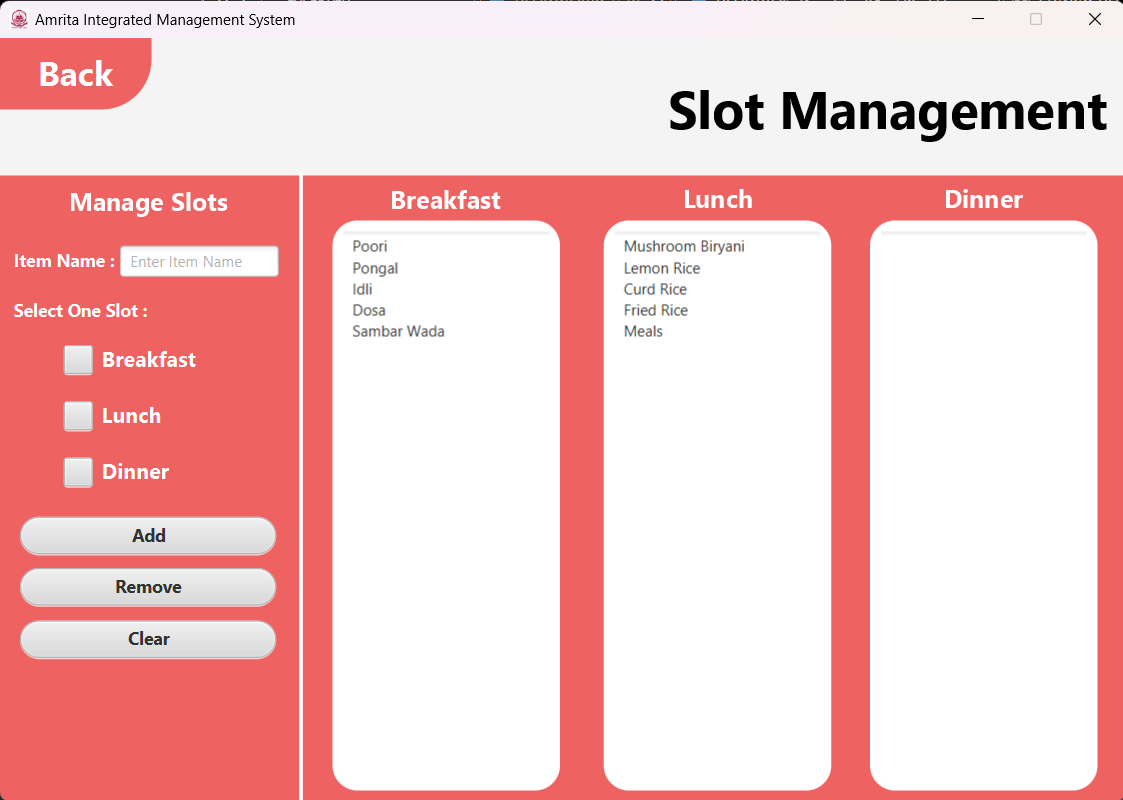 Amrita Integrated Management System
Back
Slot Management
Manage Slots
Item Name : Enter Item Name
Select One Slot :
Breakfast
Lunch
Dinner
Add
Remove
Clear
Breakfast
Poori
Pongal
Idli
Dosa
Sambar Wada
Lunch
Mushroom Biryani
Lemon Rice
Curd Rice
Fried Rice
Meals
Dinner